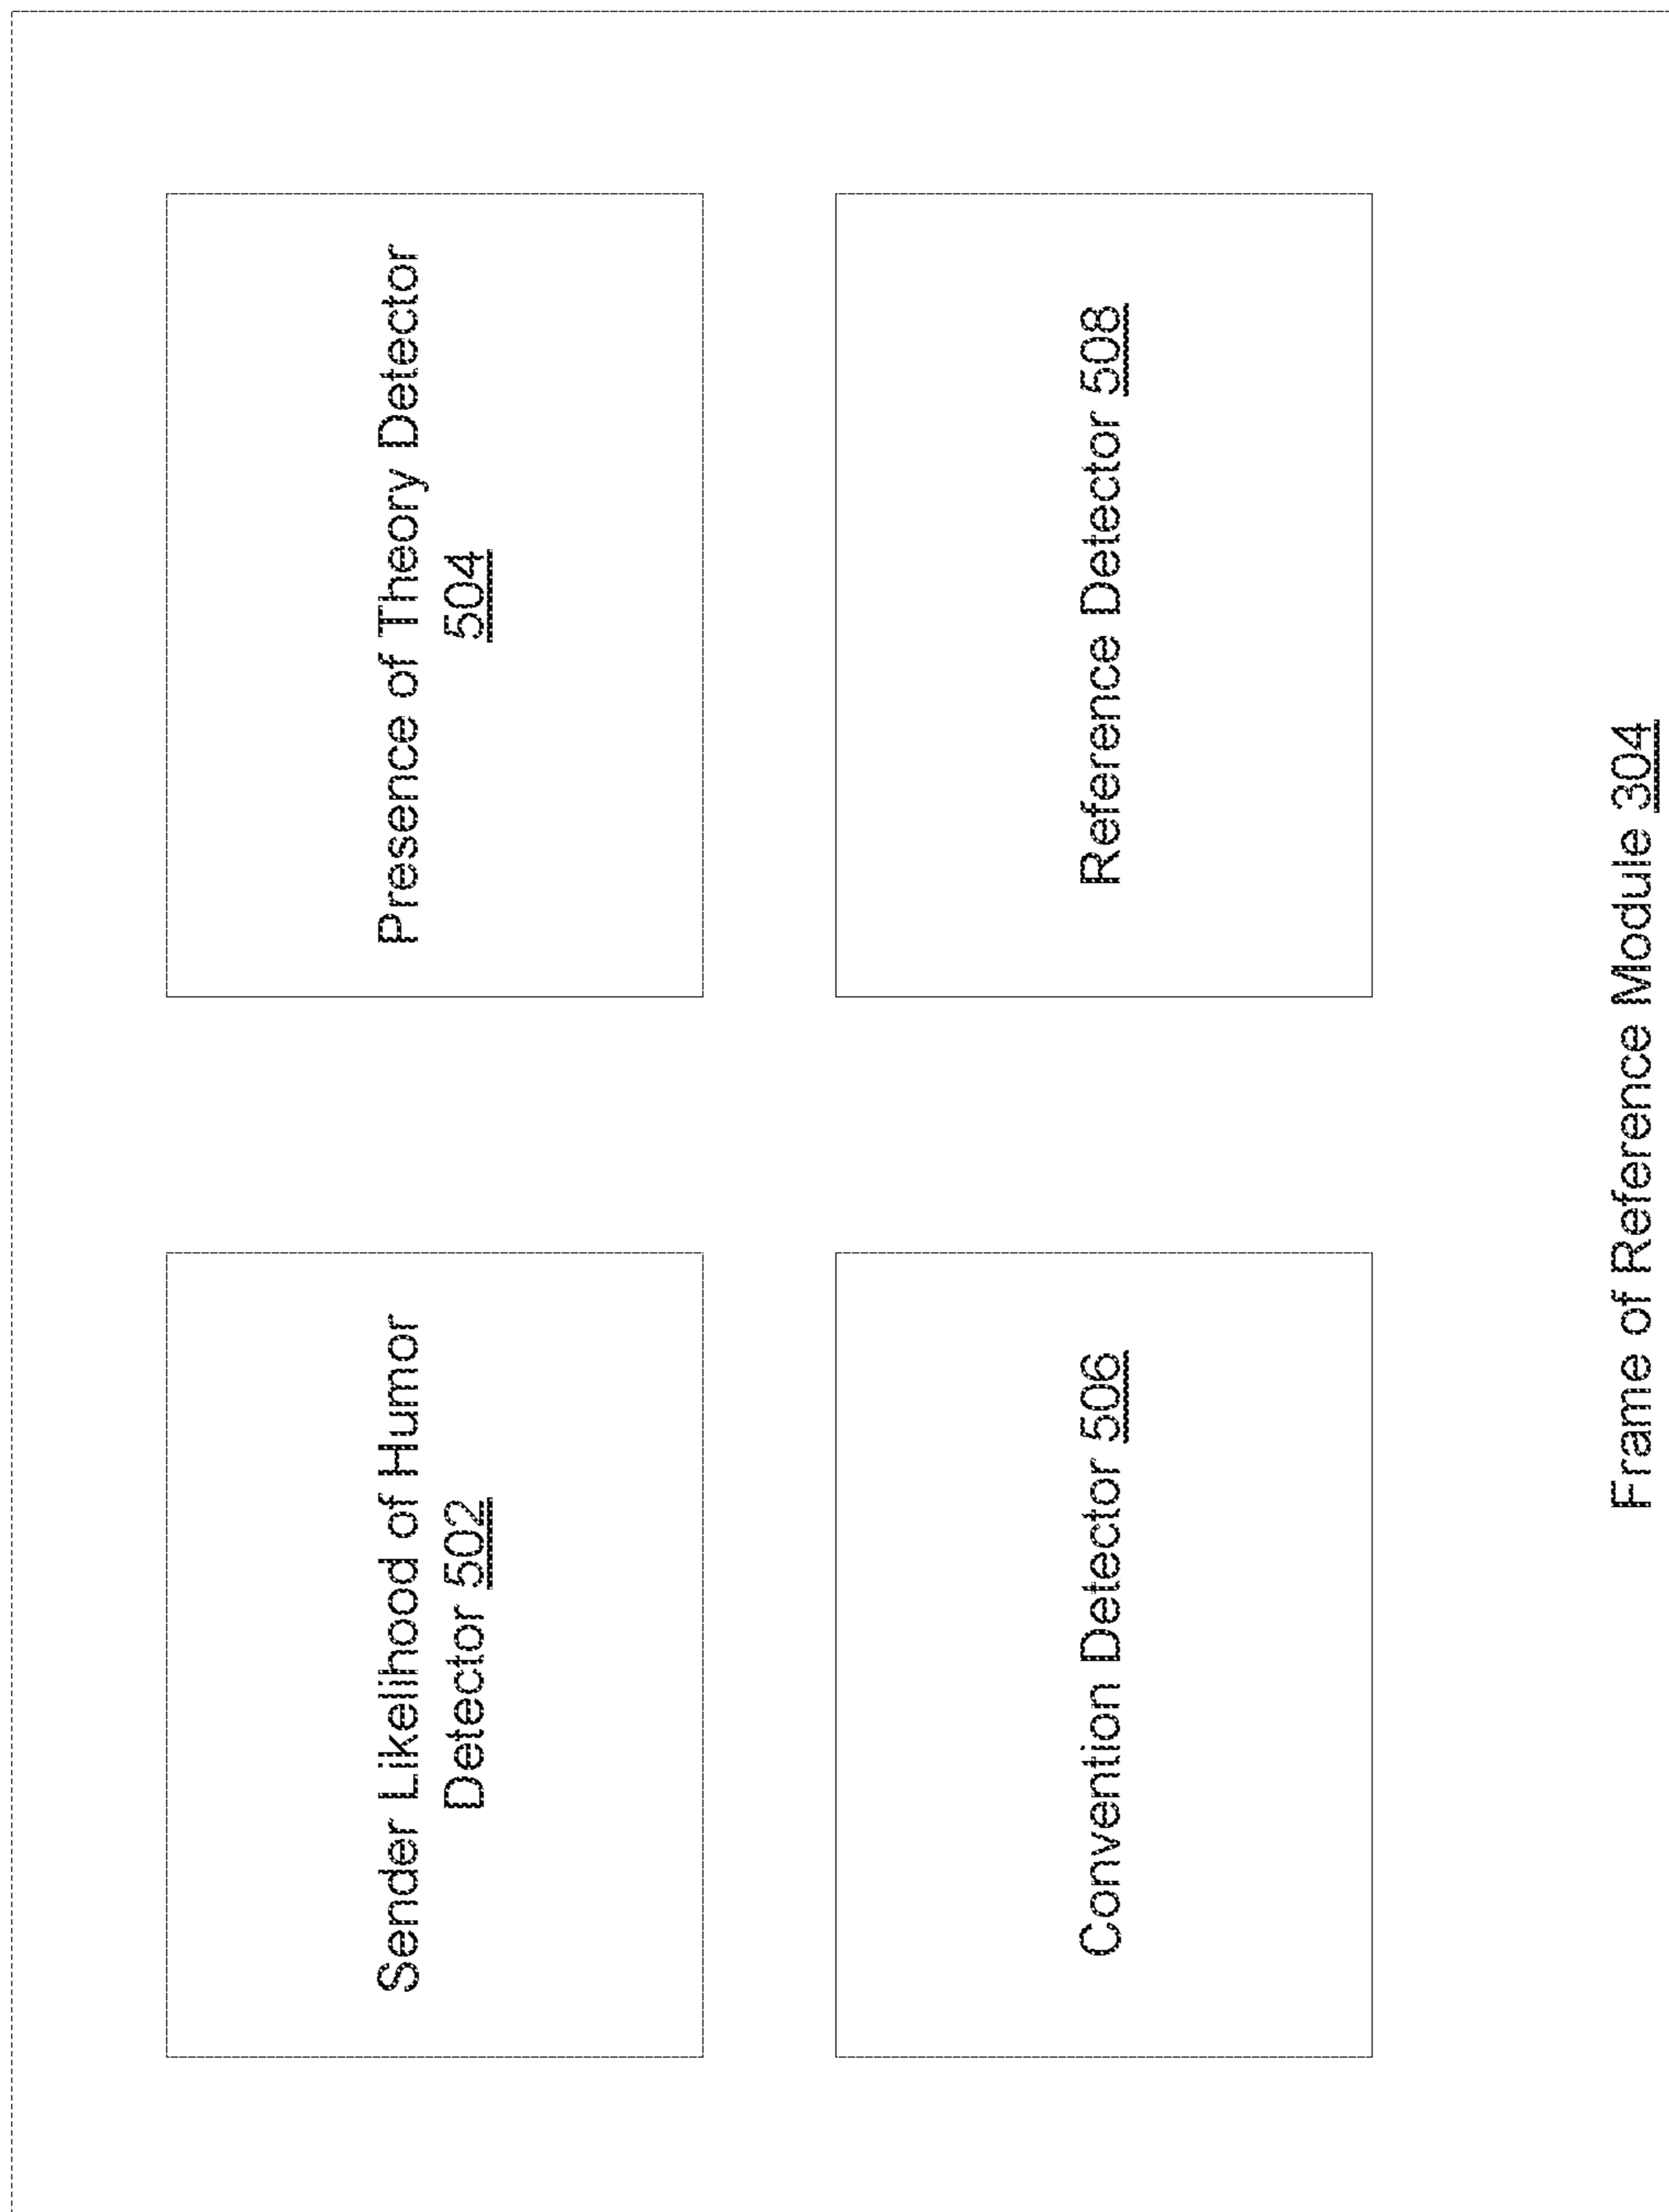 Sender Likelihood of Humor
Detector 502
Presence of Theory Detector
504
Convention Detector 506
Reference Detector 508
Frame of Reference Module 304